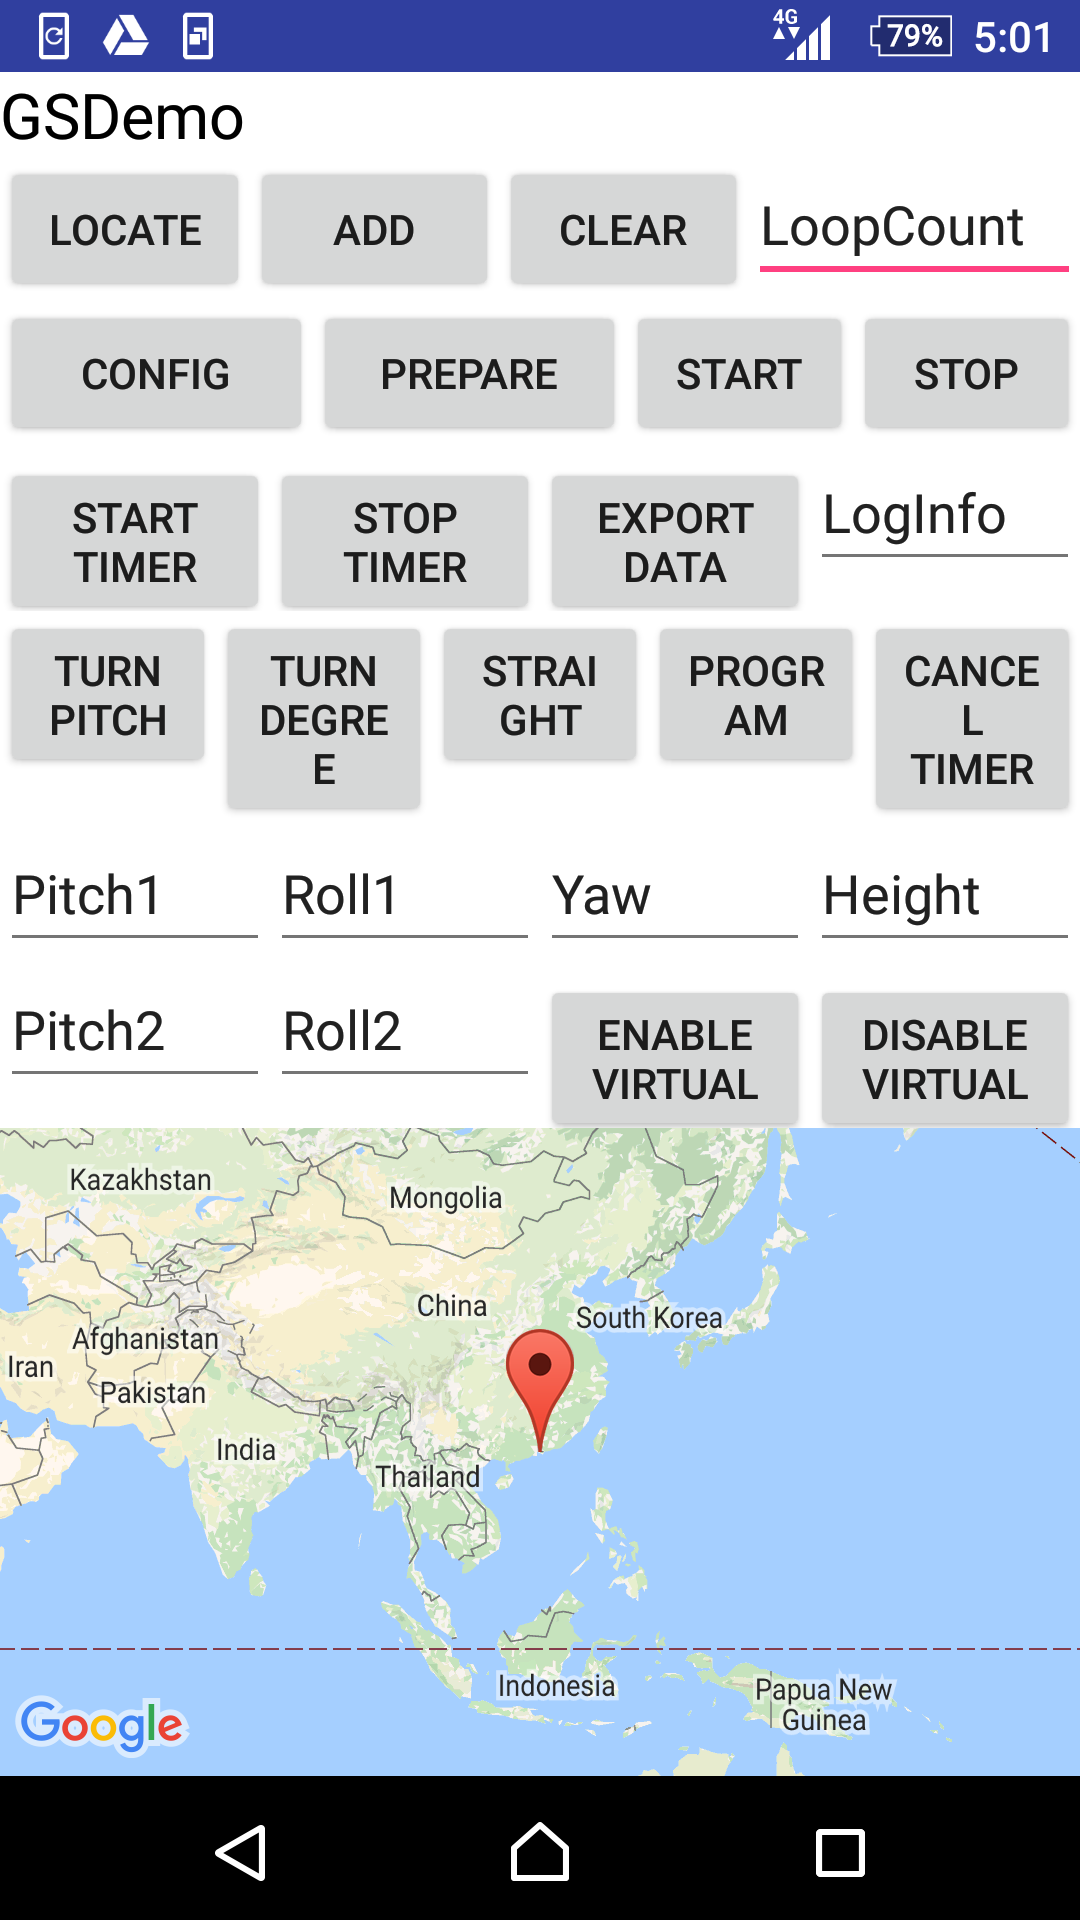 4G 79% 5:01
GSDemo
LOCATE ADD CLEAR LoopCount
CONFIG PREPARE START STOP
START STOP EXPORT LogInfo
TIMER TIMER DATA
TURN TURN STRAI PROGR CANCE
PITCH DEGRE GHT AM L
E TIMER
Pitch1 Roll1 Yaw Height
Pitch2 Roll2 ENABLE DISABLE
VIRTUAL VIRTUAL
Kazakhstan
Mongolia
China
South Korea
Afghanistan
Iran
Pakistan
India
Thailand
Indonesia
Papua New
Guinea
Google